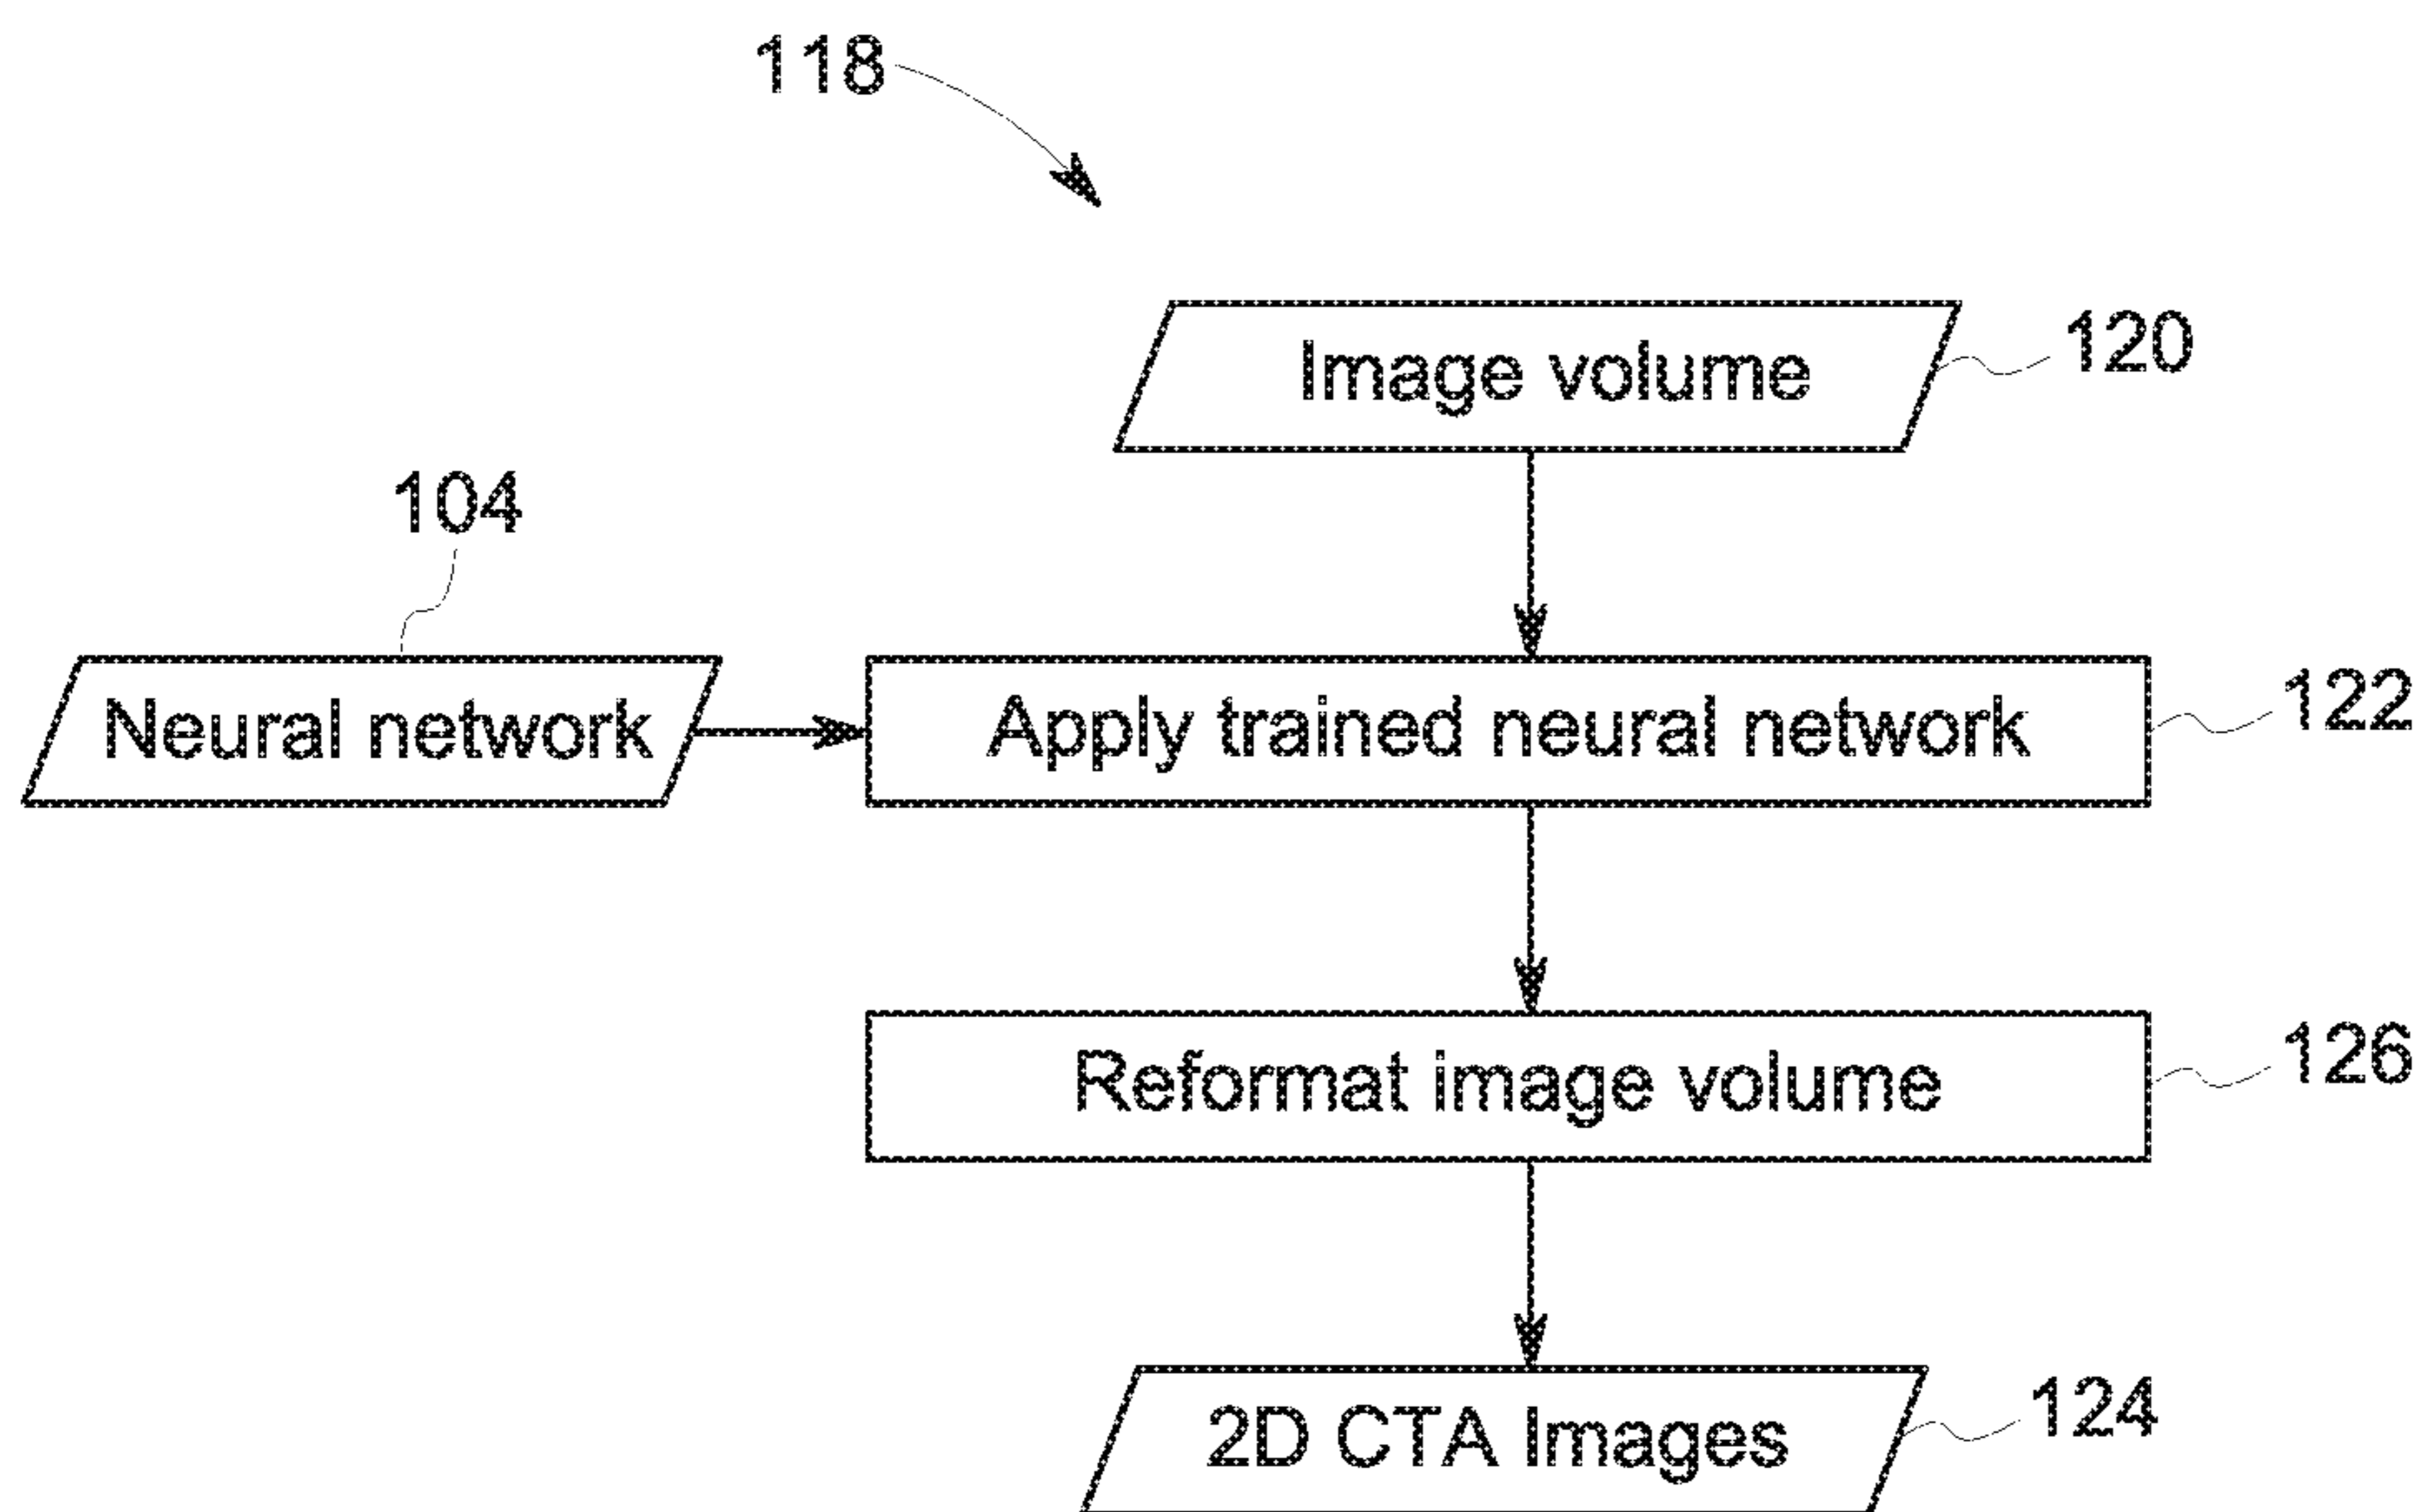 118
Image volume
120
104
Neural network
Apply trained neural network
122
Reformat image volume
126
2D CTA Images
124